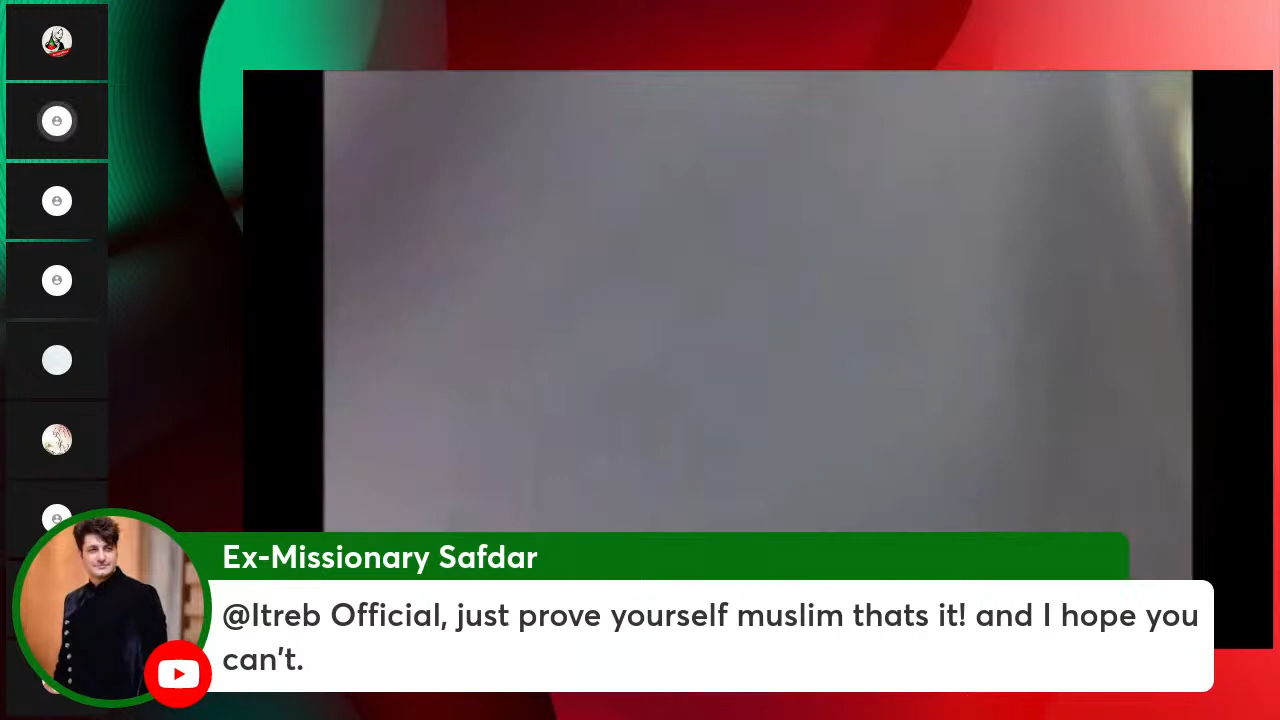 Ex-Missionary Safdar
@Itreb Official, just prove yourself muslim thats it! and I hope you
can't.